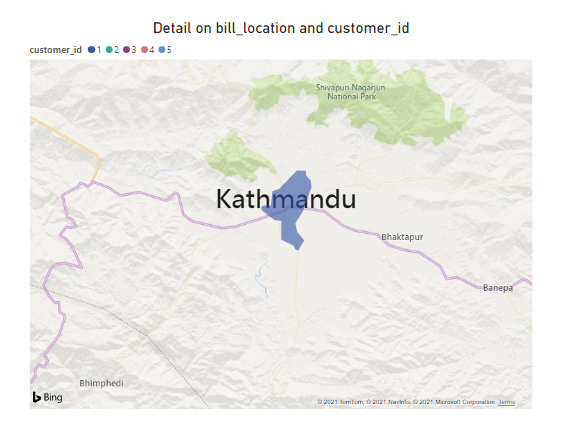 Detail on bill_location and customer_id
customer_id 1 2 3 4 5
Shivapuri Nagarjun
National Park
Kathmandu
Bhaktapur
Banepa
Bhimphedi
Bing
© 2021 TomTom, © 2021 NavInfo, © 2021 Microsoft Corporation Terms